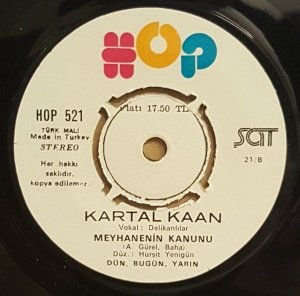 HOP
HOP 521
TÜRK MALI
Made in Turkey
STEREO
Her hakkı
saklıdır.
kopya edilemez.
Fiatı 17.50 TL.
SAT
21/B
KARTAL KAAN
Vokal : Delikanlılar
MEYHANENİN KANUNU
(A. Gürel, Baha)
Düz.: Hurşit Yenigün
DÜN, BUGÜN, YARIN